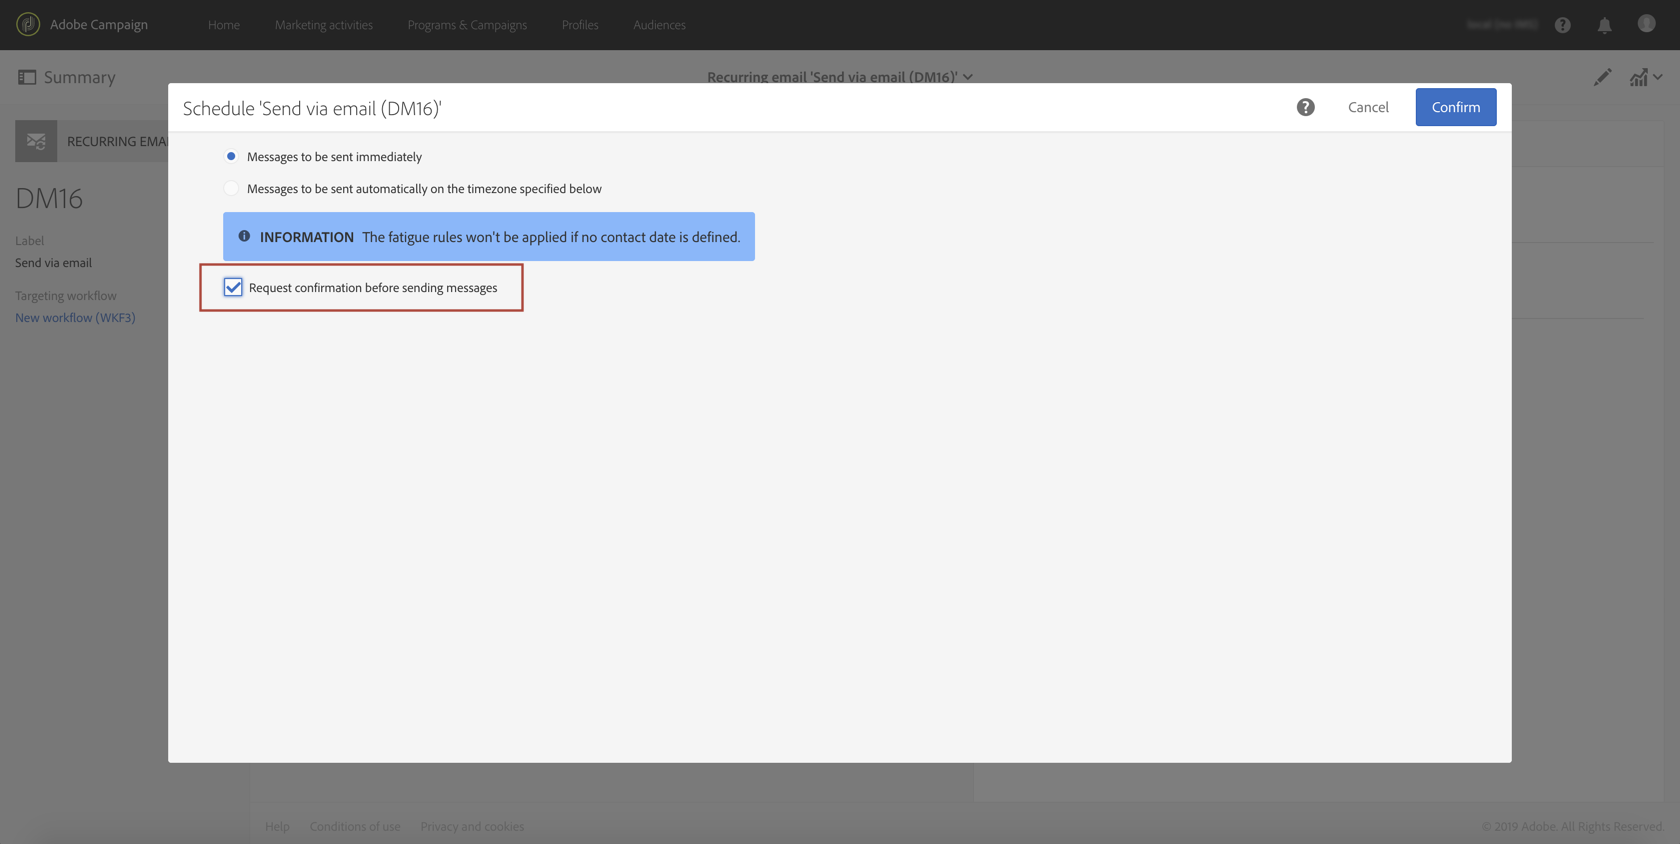 Adobe Campaign
Home
Marketing activities
Programs & Campaigns
Profiles
Audiences
Summary
Recurring email 'Send via email (DM16)'
Schedule 'Send via email (DM16)'
Cancel
Confirm
RECURRING EMA
DM16
Label
Send via email
Targeting workflow
New workflow (WKF3)
Messages to be sent immediately
Messages to be sent automatically on the timezone specified below
INFORMATION The fatigue rules won't be applied if no contact date is defined.
Request confirmation before sending messages
Help
Conditions of use
Privacy and cookies
© 2019 Adobe. All Rights Reserved.